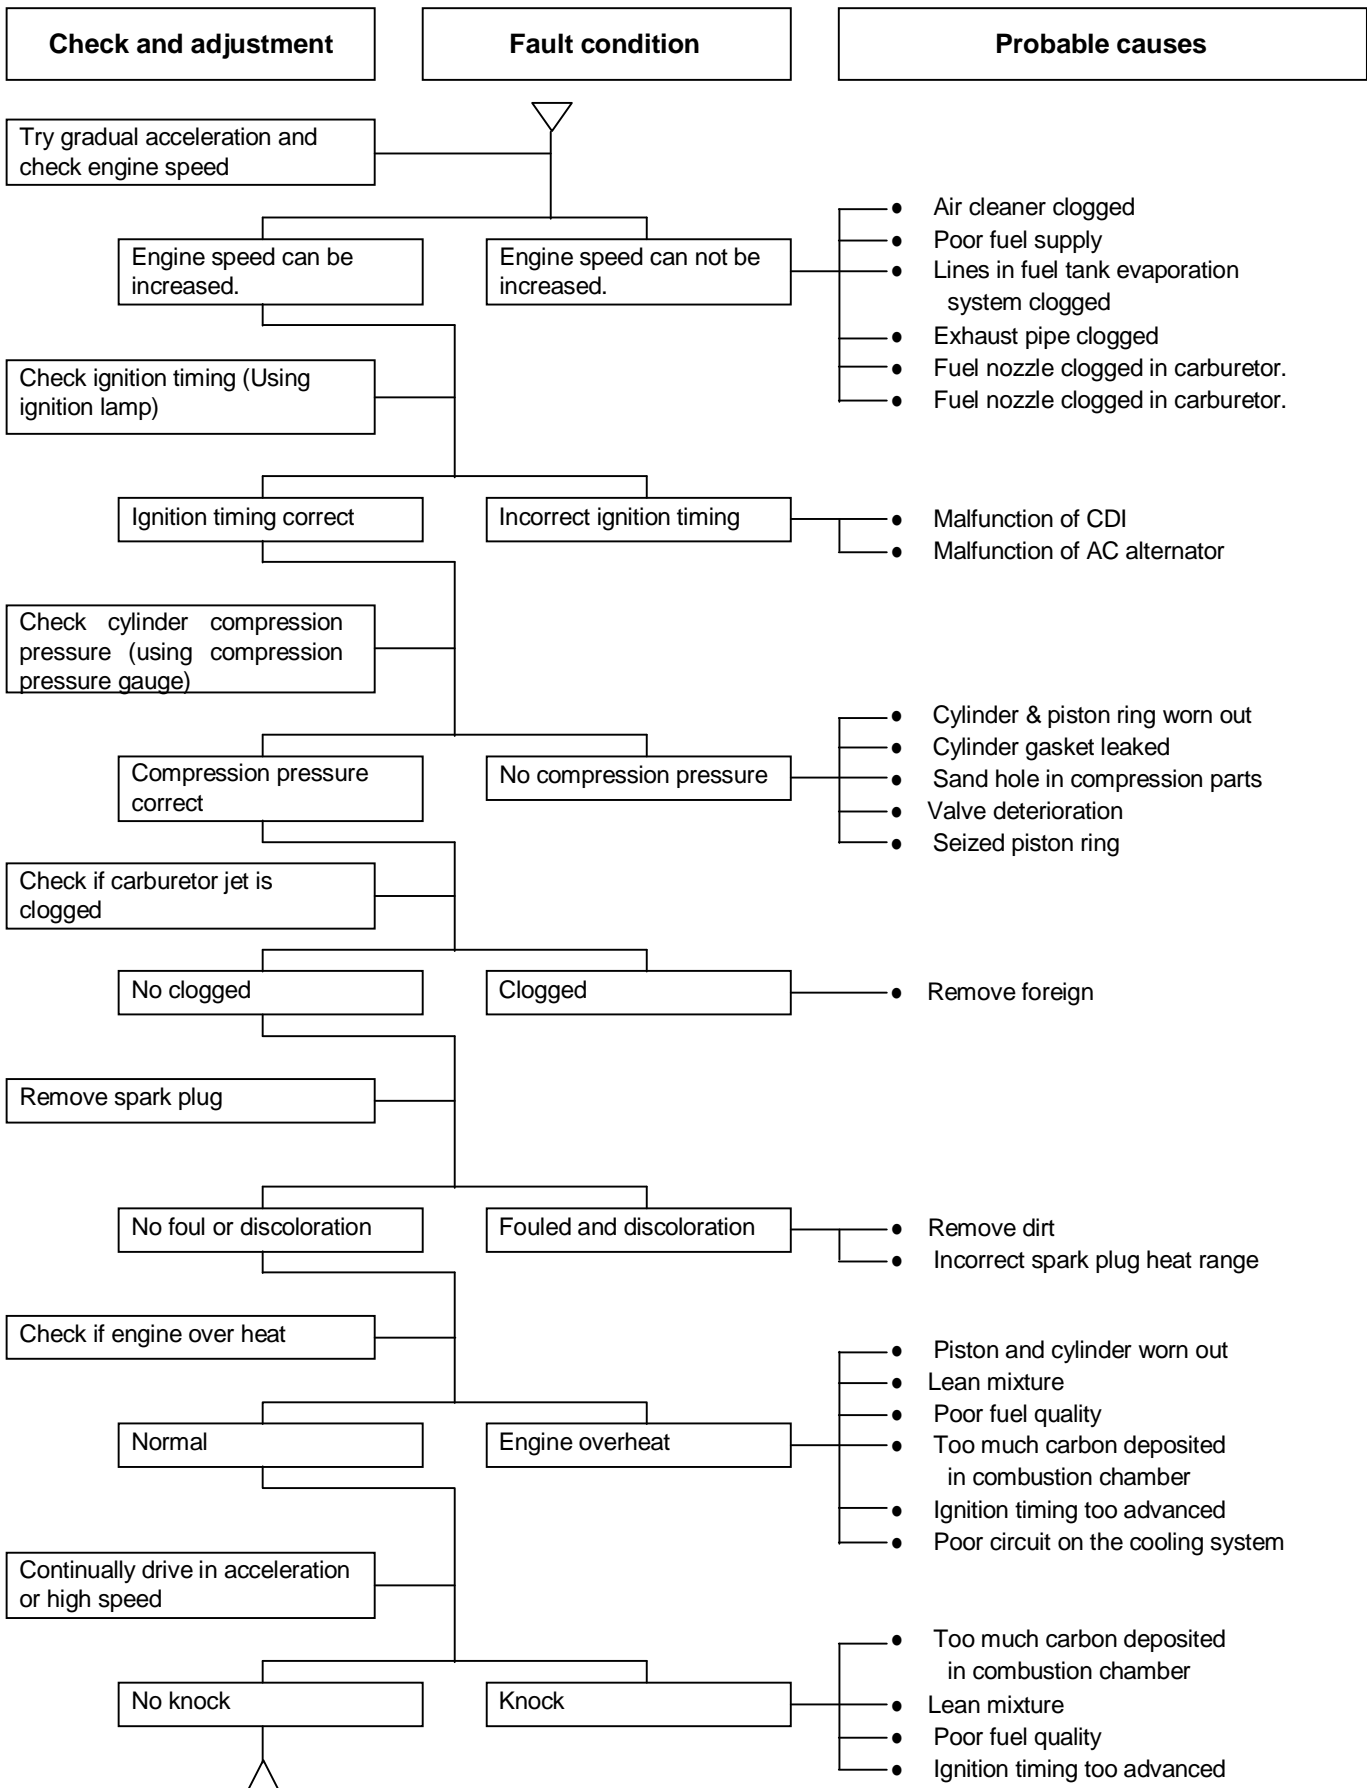 Check and adjustment
Fault condition
Probable causes
Try gradual acceleration and
check engine speed
Engine speed can be
increased.
Engine speed can not be
increased.
Air cleaner clogged
Poor fuel supply
Lines in fuel tank evaporation
system clogged
Exhaust pipe clogged
Fuel nozzle clogged in carburetor.
Fuel nozzle clogged in carburetor.
Check ignition timing (Using
ignition lamp)
Ignition timing correct
Incorrect ignition timing
Malfunction of CDI
Malfunction of AC alternator
Check cylinder compression
pressure (using compression
pressure gauge)
Compression pressure
correct
No compression pressure
Cylinder & piston ring worn out
Cylinder gasket leaked
Sand hole in compression parts
Valve deterioration
Seized piston ring
Check if carburetor jet is
clogged
No clogged
Clogged
Remove foreign
Remove spark plug
No foul or discoloration
Fouled and discoloration
Remove dirt
Incorrect spark plug heat range
Check if engine over heat
Normal
Engine overheat
Piston and cylinder worn out
Lean mixture
Poor fuel quality
Too much carbon deposited
in combustion chamber
Ignition timing too advanced
Poor circuit on the cooling system
Continually drive in acceleration
or high speed
No knock
Knock
Too much carbon deposited
in combustion chamber
Lean mixture
Poor fuel quality
Ignition timing too advanced